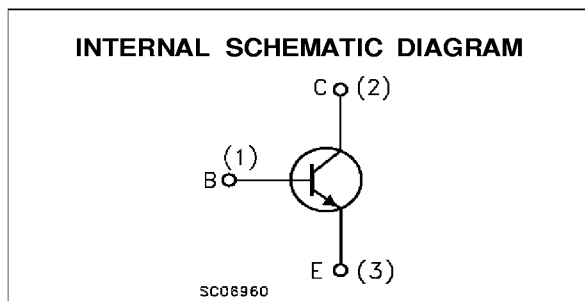 INTERNAL SCHEMATIC DIAGRAM
C (2)
(1)
B
E (3)
SC06960